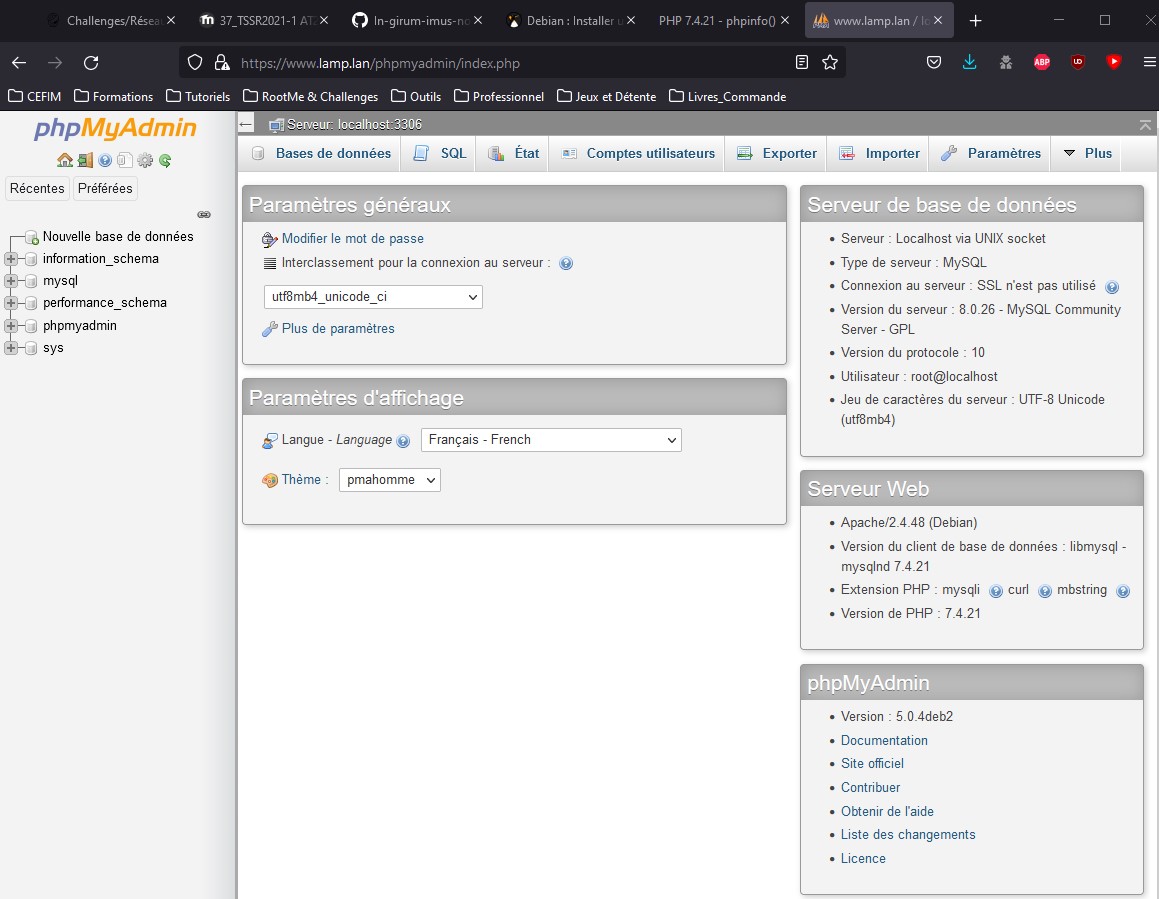 Challenges/Résea
37_TSSR2021-1 AT2
In-girum-imus-no
Debian : Installer u
PHP 7.4.21 - phpinfo()
www.lamp.lan / lo
https://www.lamp.lan/phpmyadmin/index.php
CEFIM
Formations
Tutoriels
RootMe & Challenges
Outils
Professionnel
Jeux et Détente
Livres_Commande
phpMyAdmin
Récentes
Préférées
Nouvelle base de données
information_schema
mysql
performance_schema
phpmyadmin
sys
Serveur: localhost:3306
Bases de données
SQL
État
Comptes utilisateurs
Exporter
Importer
Paramètres
Plus
Paramètres généraux
Modifier le mot de passe
Interclassement pour la connexion au serveur :
utf8mb4_unicode_ci
Plus de paramètres
Paramètres d'affichage
Langue - Language
Français - French
Thème :
pmahomme
Serveur de base de données
Serveur : Localhost via UNIX socket
Type de serveur : MySQL
Connexion au serveur : SSL n'est pas utilisé
Version du serveur : 8.0.26 - MySQL Community
Server - GPL
Version du protocole : 10
Utilisateur : root@localhost
Jeu de caractères du serveur : UTF-8 Unicode
(utf8mb4)
Serveur Web
Apache/2.4.48 (Debian)
Version du client de base de données : libmysql -
mysqlnd 7.4.21
Extension PHP : mysqli curl mbstring
Version de PHP : 7.4.21
phpMyAdmin
Version : 5.0.4deb2
Documentation
Site officiel
Contribuer
Obtenir de l'aide
Liste des changements
Licence